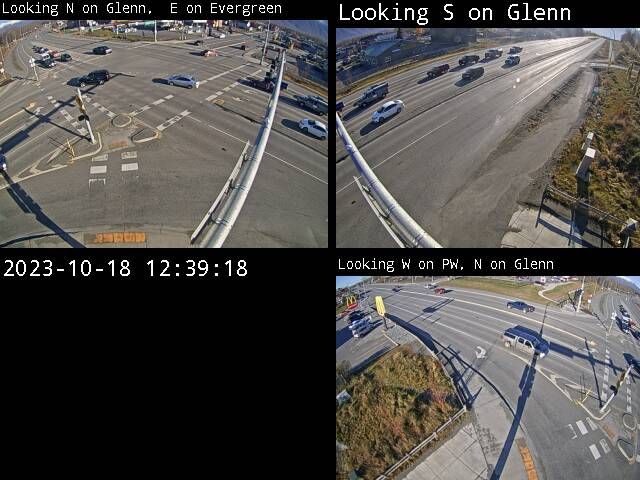 Looking N on Glenn,  E on Evergreen
Looking S on Glenn
2023-10-18 12:39:18
Looking W on PW, N on Glenn